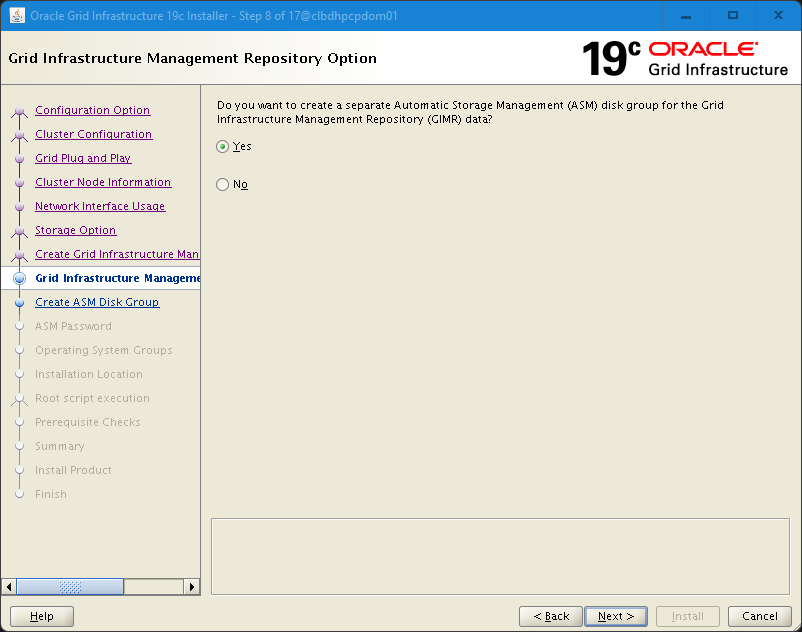 Oracle Grid Infrastructure 19c Installer - Step 8 of 17@clbdhpcpdom01
Grid Infrastructure Management Repository Option
19c ORACLE
Grid Infrastructure
Configuration Option
Cluster Configuration
Grid Plug and Play
Cluster Node Information
Network Interface Usage
Storage Option
Create Grid Infrastructure Man
Grid Infrastructure Manageme
Create ASM Disk Group
ASM Password
Operating System Groups
Installation Location
Root script execution
Prerequisite Checks
Summary
Install Product
Finish
Do you want to create a separate Automatic Storage Management (ASM) disk group for the Grid
Infrastructure Management Repository (GIMR) data?
Yes
No
Help
< Back
Next >
Install
Cancel